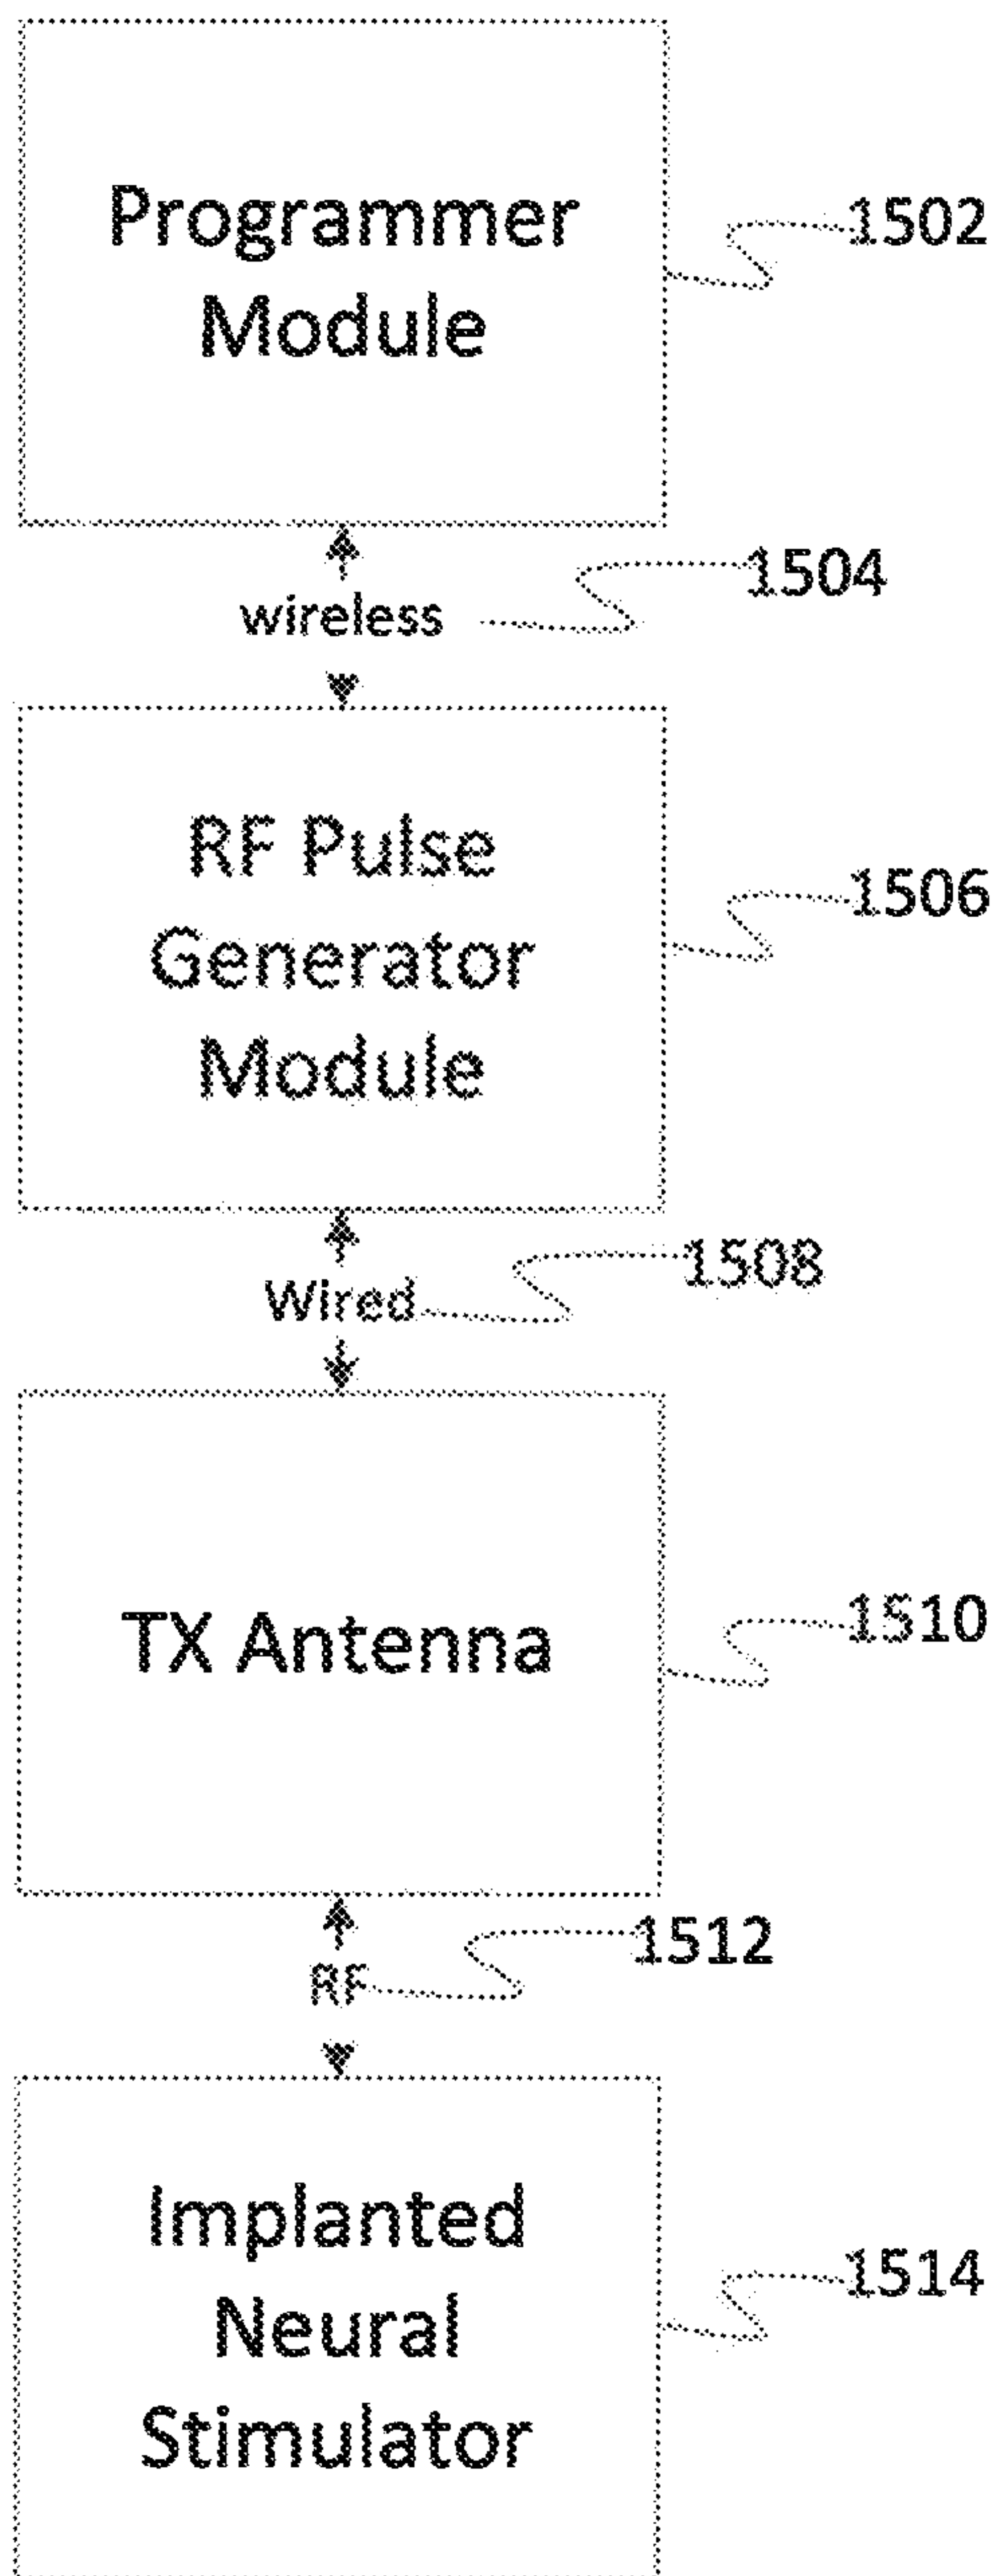 Programmer
Module
1502
wireless
1504
RF Pulse
Generator
Module
1506
Wired
1508
TX Antenna
1510
RF
1512
Implanted
Neural
Stimulator
1514